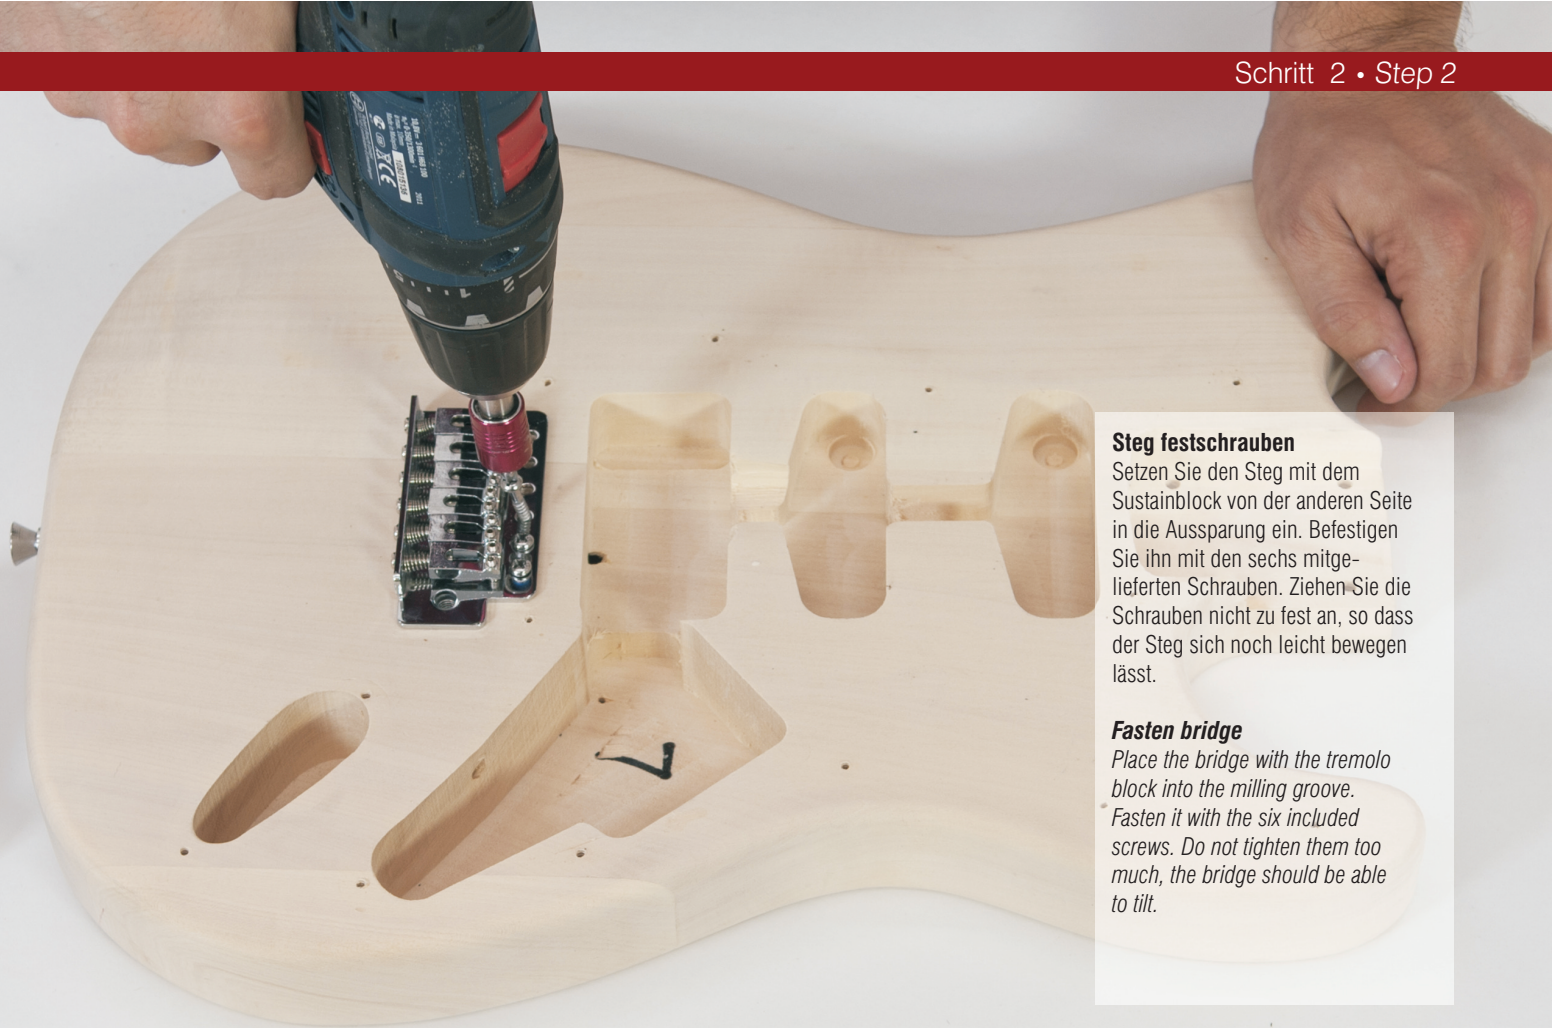 Schritt 2 • Step 2
Steg festschrauben
Setzen Sie den Steg mit dem
Sustainblock von der anderen Seite
in die Aussparung ein. Befestigen
Sie ihn mit den sechs mitge-
lieferten Schrauben. Ziehen Sie die
Schrauben nicht zu fest an, so dass
der Steg sich noch leicht bewegen
lässt.
Fasten bridge
Place the bridge with the tremolo
block into the milling groove.
Fasten it with the six included
screws. Do not tighten them too
much, the bridge should be able
to tilt.